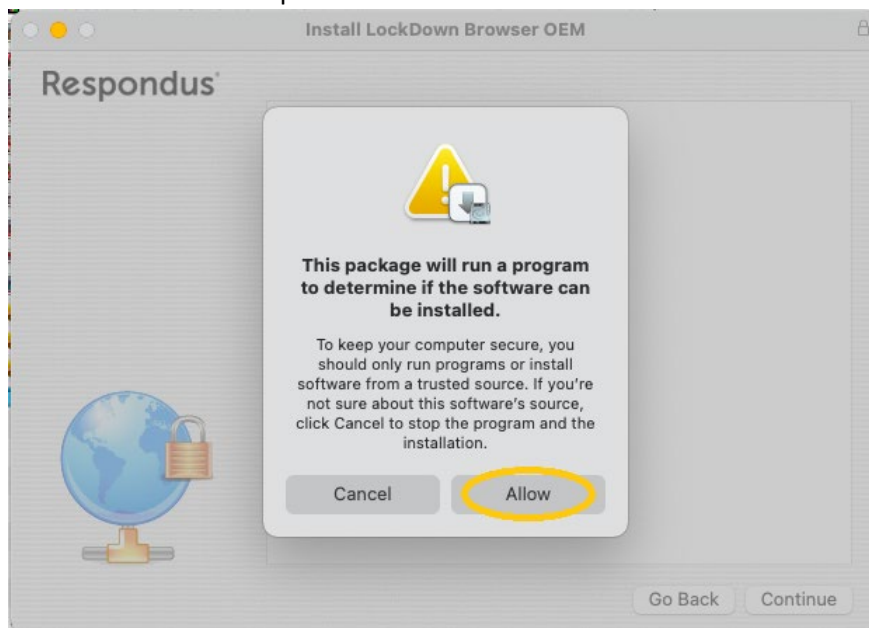 Install LockDown Browser OEM
Respondus
This package will run a program
to determine if the software can
be installed.
To keep your computer secure, you
should only run programs or install
software from a trusted source. If you're
not sure about this software's source,
click Cancel to stop the program and the
installation.
Cancel Allow
Go Back Continue